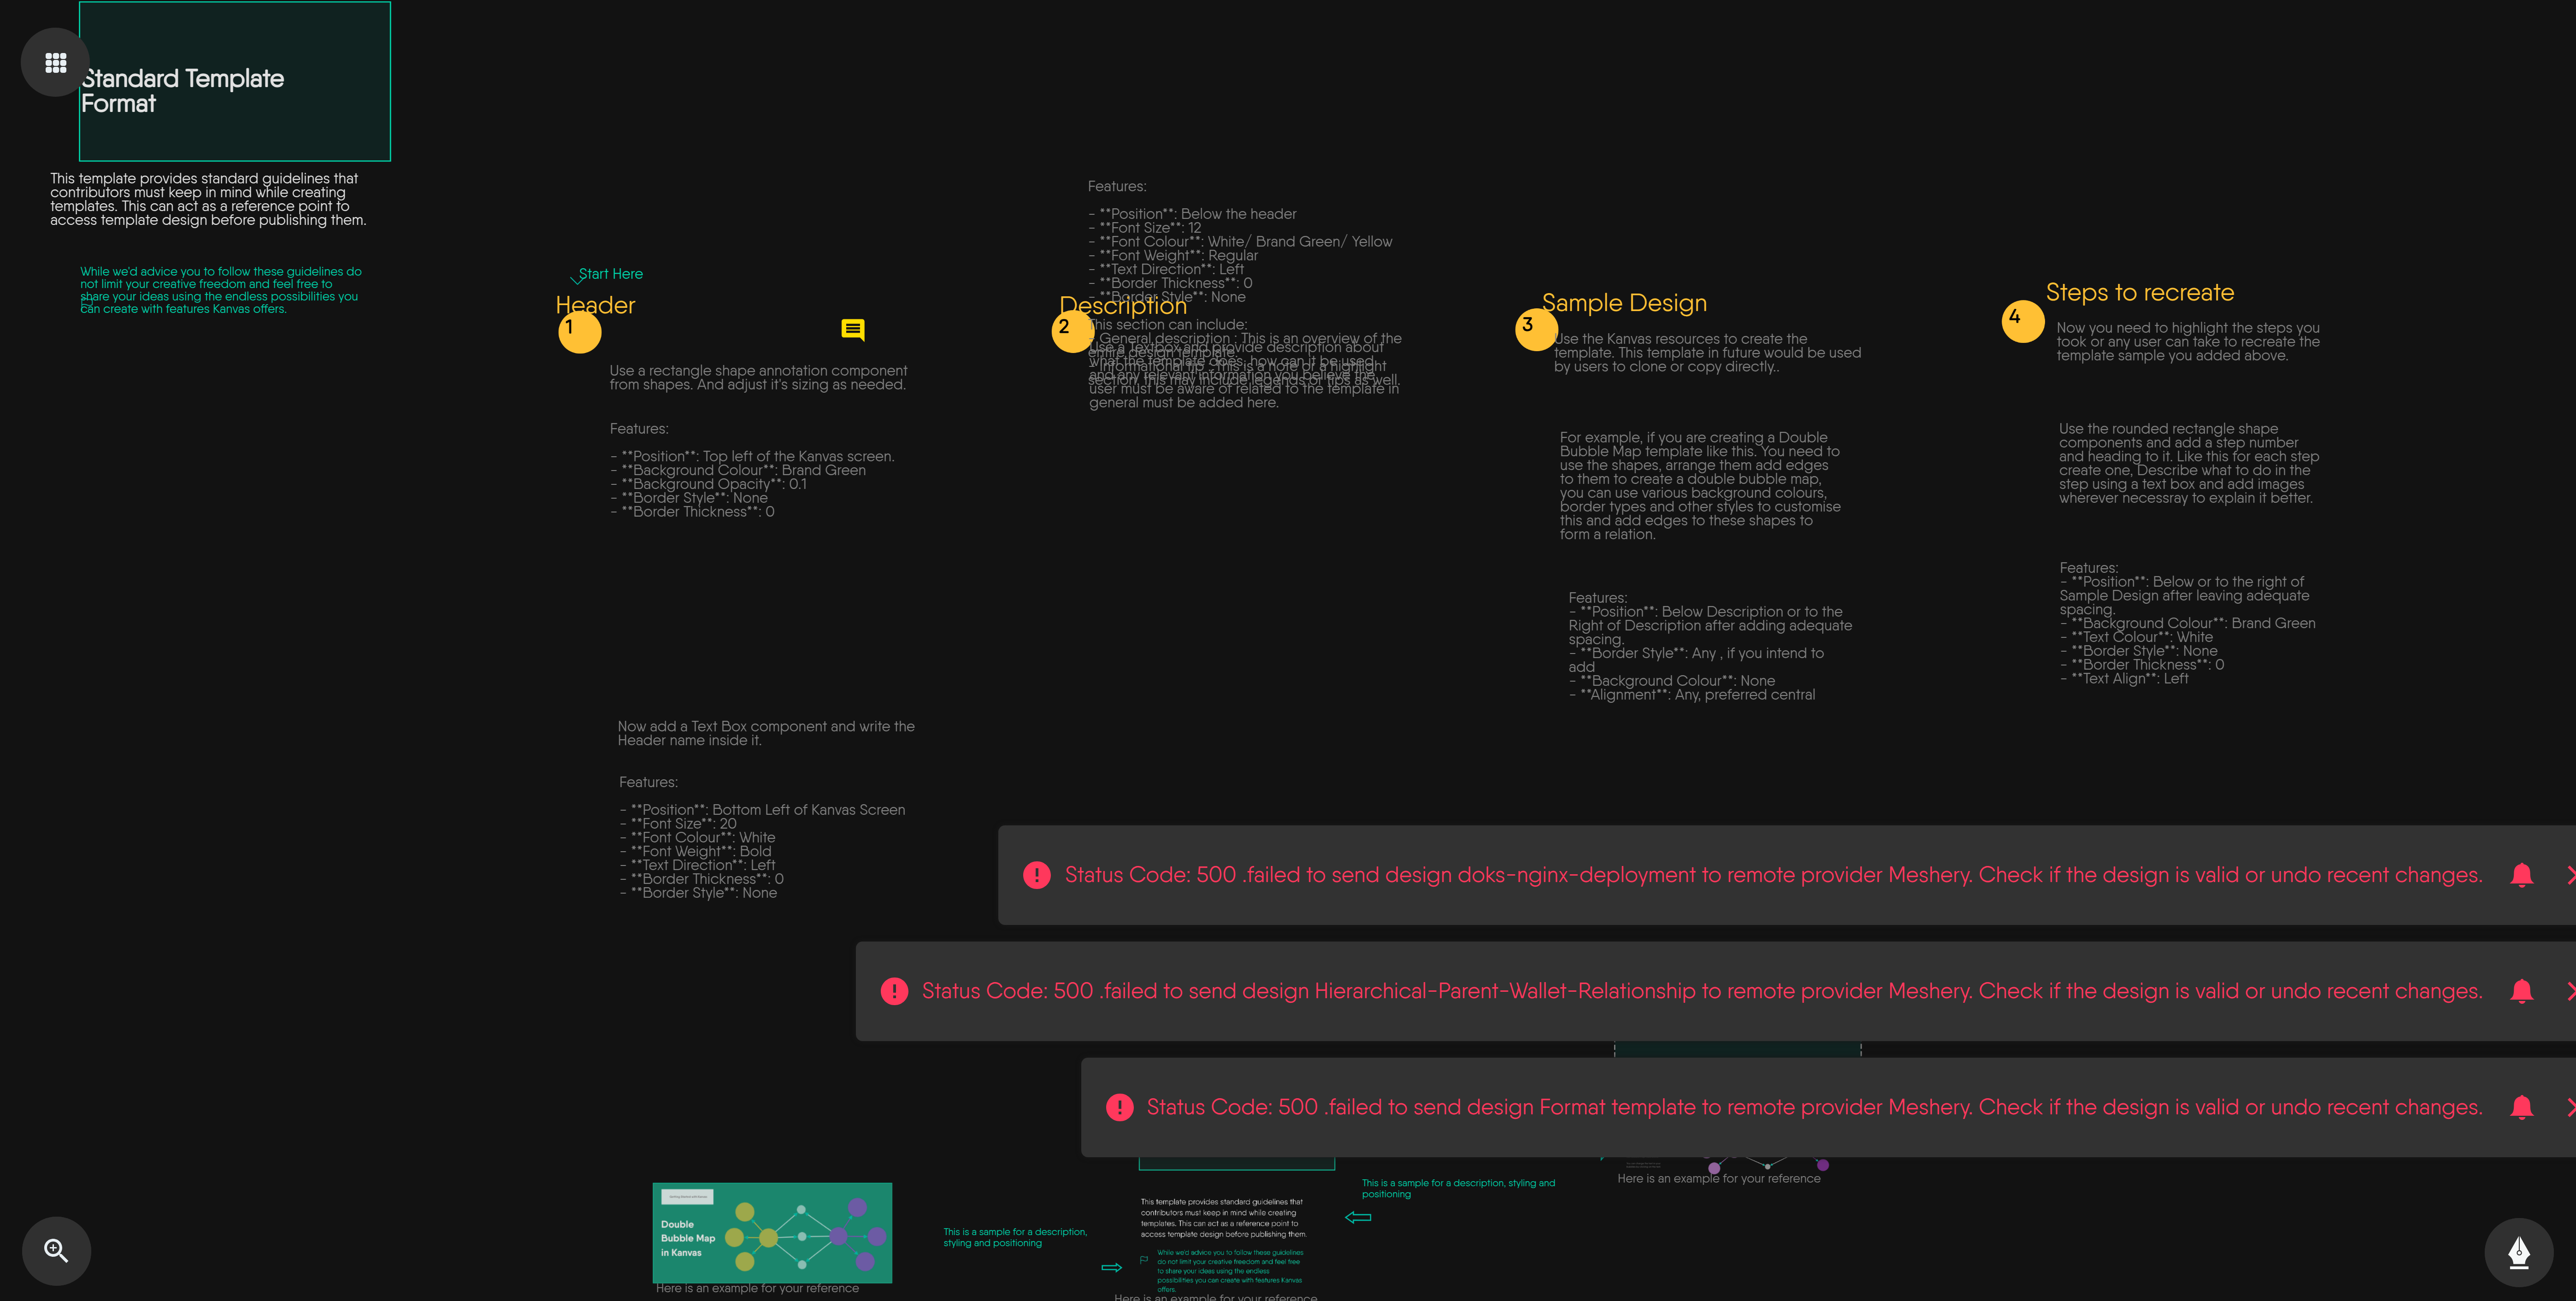 Standard Template
Format
This template provides standard guidelines that
contributors must keep in mind while creating
templates. This can act as a reference point to
access template design before publishing them.
While we'd advice you to follow these guidelines do
not limit your creative freedom and feel free to
share your ideas using the endless possibilities you
can create with features Kanvas offers.
Start Here
Header
1
Use a rectangle shape annotation component
from shapes. And adjust it's sizing as needed.
Features:
- **Position**: Top left of the Kanvas screen.
- **Background Colour**: Brand Green
- **Background Opacity**: 0.1
- **Border Style**: None
- **Border Thickness**: 0
Now add a Text Box component and write the
Header name inside it.
Features:
- **Position**: Bottom Left of Kanvas Screen
- **Font Size**: 20
- **Font Colour**: White
- **Font Weight**: Bold
- **Text Direction**: Left
- **Border Thickness**: 0
- **Border Style**: None
Features:
- **Position**: Below the header
- **Font Size**: 12
- **Font Colour**: White/ Brand Green/ Yellow
- **Font Weight**: Regular
- **Text Direction**: Left
- **Border Thickness**: 0
- **Border Style**: None
Description
2
This section can include:
- General description : This is an overview of the
entire design template.
- Informational tip : This is a note or a highlight
section, this may include legends or tips as well.
Use a Textbox and provide description about
what the template does, how can it be used
and any relevant information you believe the
user must be aware of related to the template in
general must be added here.
Sample Design
3
Use the Kanvas resources to create the
template. This template in future would be used
by users to clone or copy directly..
For example, if you are creating a Double
Bubble Map template like this. You need to
use the shapes, arrange them add edges
to them to create a double bubble map,
you can use various background colours,
border types and other styles to customise
this and add edges to these shapes to
form a relation.
Features:
- **Position**: Below Description or to the
Right of Description after adding adequate
spacing.
- **Border Style**: Any , if you intend to
add
- **Background Colour**: None
- **Alignment**: Any, preferred central
Steps to recreate
4
Now you need to highlight the steps you
took or any user can take to recreate the
template sample you added above.
Use the rounded rectangle shape
components and add a step number
and heading to it. Like this for each step
create one, Describe what to do in the
step using a text box and add images
wherever necessray to explain it better.
Features:
- **Position**: Below or to the right of
Sample Design after leaving adequate
spacing.
- **Background Colour**: Brand Green
- **Text Colour**: White
- **Border Style**: None
- **Border Thickness**: 0
- **Text Align**: Left
Status Code: 500 .failed to send design doks-nginx-deployment to remote provider Meshery. Check if the design is valid or undo recent changes.
Status Code: 500 .failed to send design Hierarchical-Parent-Wallet-Relationship to remote provider Meshery. Check if the design is valid or undo recent changes.
Status Code: 500 .failed to send design Format template to remote provider Meshery. Check if the design is valid or undo recent changes.
Double
Bubble Map
in Kanvas
Here is an example for your reference
This is a sample for a description,
styling and positioning
This template provides standard guidelines that
contributors must keep in mind while creating
templates. This can act as a reference point to
access template design before publishing them.
While we'd advice you to follow these guidelines
do not limit your creative freedom and feel free
to share your ideas using the endless
possibilities you can create with features Kanvas
offers.
Here is an example for your reference
This is a sample for a description, styling and
positioning
Here is an example for your reference